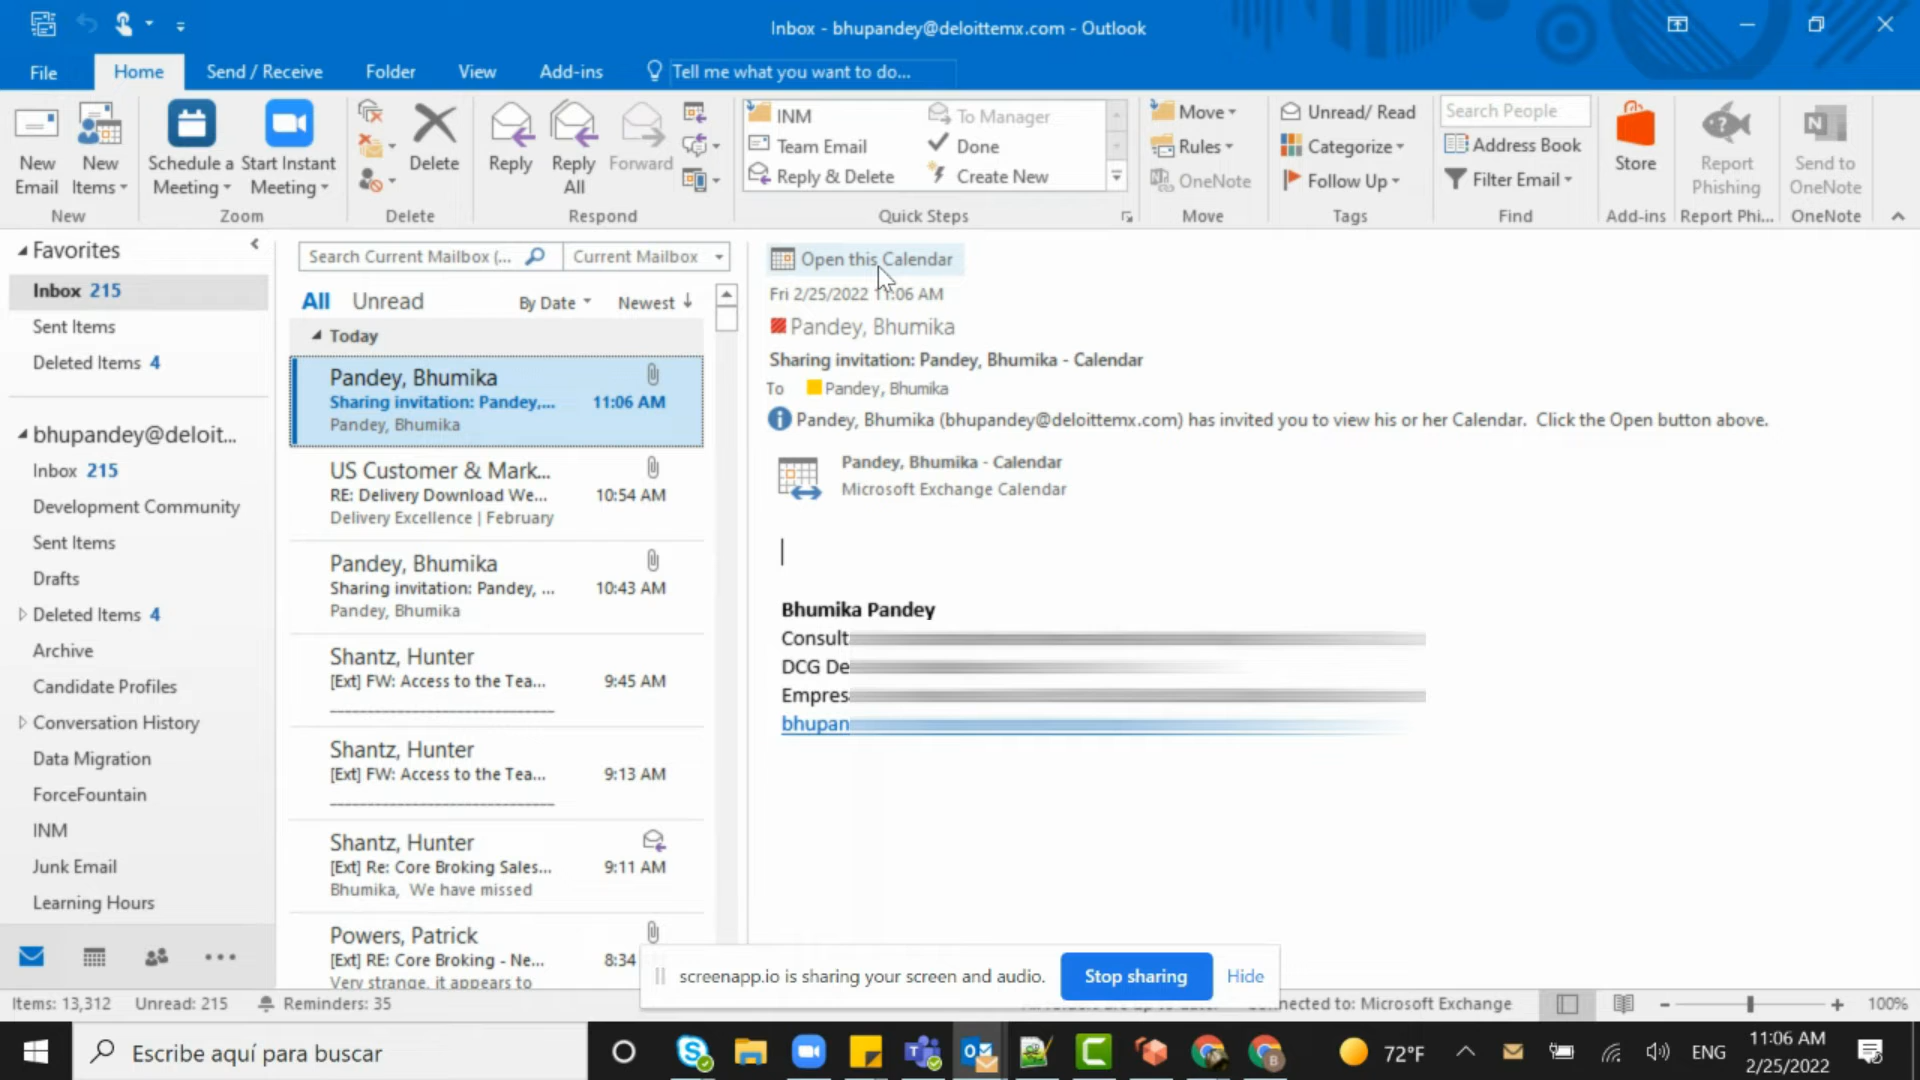 Inbox - bhupandey@deloittemx.com - Outlook
File
Home
Send / Receive
Folder
View
Add-ins
Tell me what you want to do...
New Email
New Items
New
Schedule a Meeting
Start Instant Meeting
Zoom
Delete
Delete
Reply
Reply All
Forward
Respond
INM
Team Email
Reply & Delete
To Manager
Done
Create New
Quick Steps
Move
Rules
OneNote
Move
Unread/ Read
Categorize
Follow Up
Tags
Search People
Address Book
Filter Email
Find
Store
Add-ins
Report Phishing
Report Phi...
Send to OneNote
OneNote
Favorites
Inbox 215
Sent Items
Deleted Items 4
bhupandey@deloit...
Inbox 215
Development Community
Sent Items
Drafts
Deleted Items 4
Archive
Candidate Profiles
Conversation History
Data Migration
ForceFountain
INM
Junk Email
Learning Hours
Search Current Mailbox (...
Current Mailbox
All Unread By Date Newest
Today
Pandey, Bhumika
Sharing invitation: Pandey,... 11:06 AM
Pandey, Bhumika
US Customer & Mark...
RE: Delivery Download We... 10:54 AM
Delivery Excellence | February
Pandey, Bhumika
Sharing invitation: Pandey, ... 10:43 AM
Pandey, Bhumika
Shantz, Hunter
[Ext] FW: Access to the Tea... 9:45 AM
Shantz, Hunter
[Ext] FW: Access to the Tea... 9:13 AM
Shantz, Hunter
[Ext] Re: Core Broking Sales... 9:11 AM
Bhumika, We have missed
Powers, Patrick
[Ext] RE: Core Broking - Ne... 8:34
Very strange, it appears to
Open this Calendar
Fri 2/25/2022 11:06 AM
Pandey, Bhumika
Sharing invitation: Pandey, Bhumika - Calendar
To Pandey, Bhumika
Pandey, Bhumika (bhupandey@deloittemx.com) has invited you to view his or her Calendar. Click the Open button above.
Pandey, Bhumika - Calendar
Microsoft Exchange Calendar
Bhumika Pandey
Consult
DCG De
Empres
bhupan
screenapp.io is sharing your screen and audio.
Stop sharing
Hide
Items: 13,312 Unread: 215 Reminders: 35
nnected to: Microsoft Exchange
100%
Escribe aquí para buscar
72°F
ENG
11:06 AM
2/25/2022